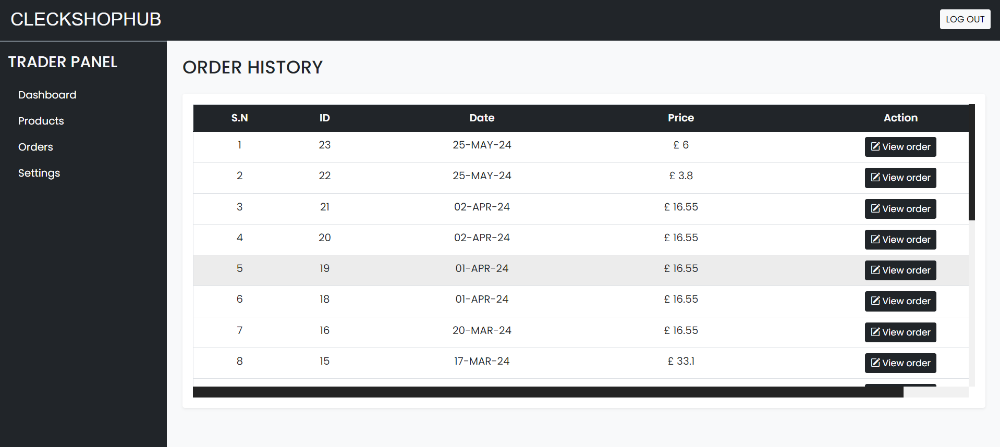 CLECKSHOPHUB LOG OUT
TRADER PANEL
Dashboard
Products
Orders
Settings
ORDER HISTORY
S.N ID Date Price Action
1 23 25-MAY-24 £ 6 View order
2 22 25-MAY-24 £ 3.8 View order
3 21 02-APR-24 £ 16.55 View order
4 20 02-APR-24 £ 16.55 View order
5 19 01-APR-24 £ 16.55 View order
6 18 01-APR-24 £ 16.55 View order
7 16 20-MAR-24 £ 16.55 View order
8 15 17-MAR-24 £ 33.1 View order